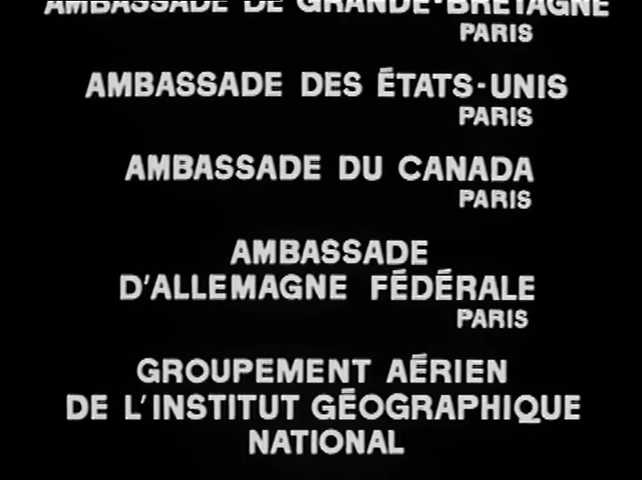 AMBASSADE DE GRANDE-BRETAGNE
PARIS
AMBASSADE DES ÉTATS-UNIS
PARIS
AMBASSADE DU CANADA
PARIS
AMBASSADE
D'ALLEMAGNE FÉDÉRALE
PARIS
GROUPEMENT AÉRIEN
DE L'INSTITUT GÉOGRAPHIQUE
NATIONAL